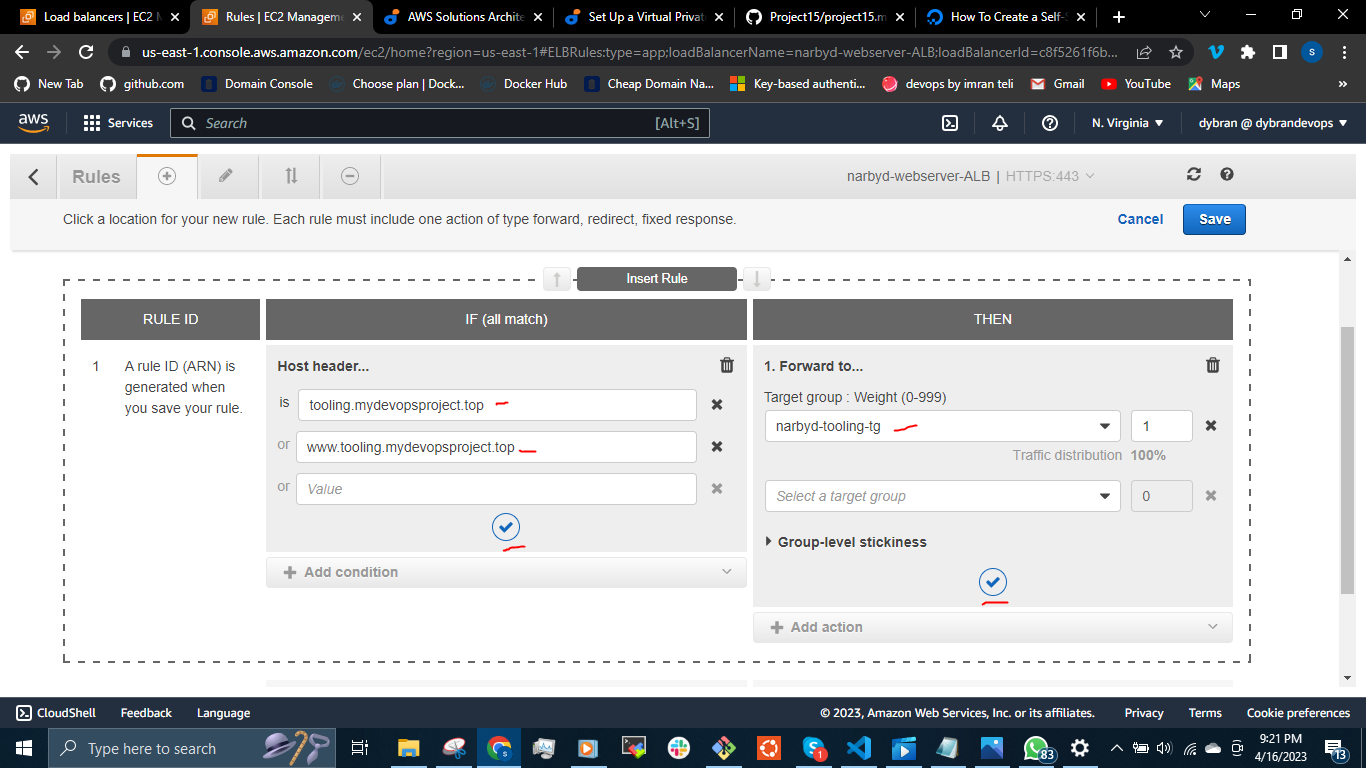 Load balancers | EC2 M
Rules | EC2 Manageme
AWS Solutions Archite
Set Up a Virtual Privat
Project15/project15.m
How To Create a Self-S
us-east-1.console.aws.amazon.com/ec2/home?region=us-east-1#ELBRules:type=app;loadBalancerName=narbyd-webserver-ALB;loadBalancerId=c8f5261f6b...
S
New Tab
github.com
Domain Console
Choose plan | Dock...
Docker Hub
Cheap Domain Na...
Key-based authenti...
devops by imran teli
Gmail
YouTube
Maps
»
aws
Services
Search
[Alt+S]
N. Virginia
dybran @ dybrandevops
Rules
narbyd-webserver-ALB | HTTPS:443
Click a location for your new rule. Each rule must include one action of type forward, redirect, fixed response.
Cancel
Save
Insert Rule
RULE ID
IF (all match)
THEN
1
A rule ID (ARN) is
generated when
you save your rule.
Host header...
is
tooling.mydevopsproject.top
or
www.tooling.mydevopsproject.top
or
Value
Add condition
1. Forward to...
Target group : Weight (0-999)
narbyd-tooling-tg
1
Traffic distribution 100%
Select a target group
0
Group-level stickiness
Add action
CloudShell
Feedback
Language
© 2023, Amazon Web Services, Inc. or its affiliates.
Privacy
Terms
Cookie preferences
Type here to search
1
83
9:21 PM
4/16/2023
13